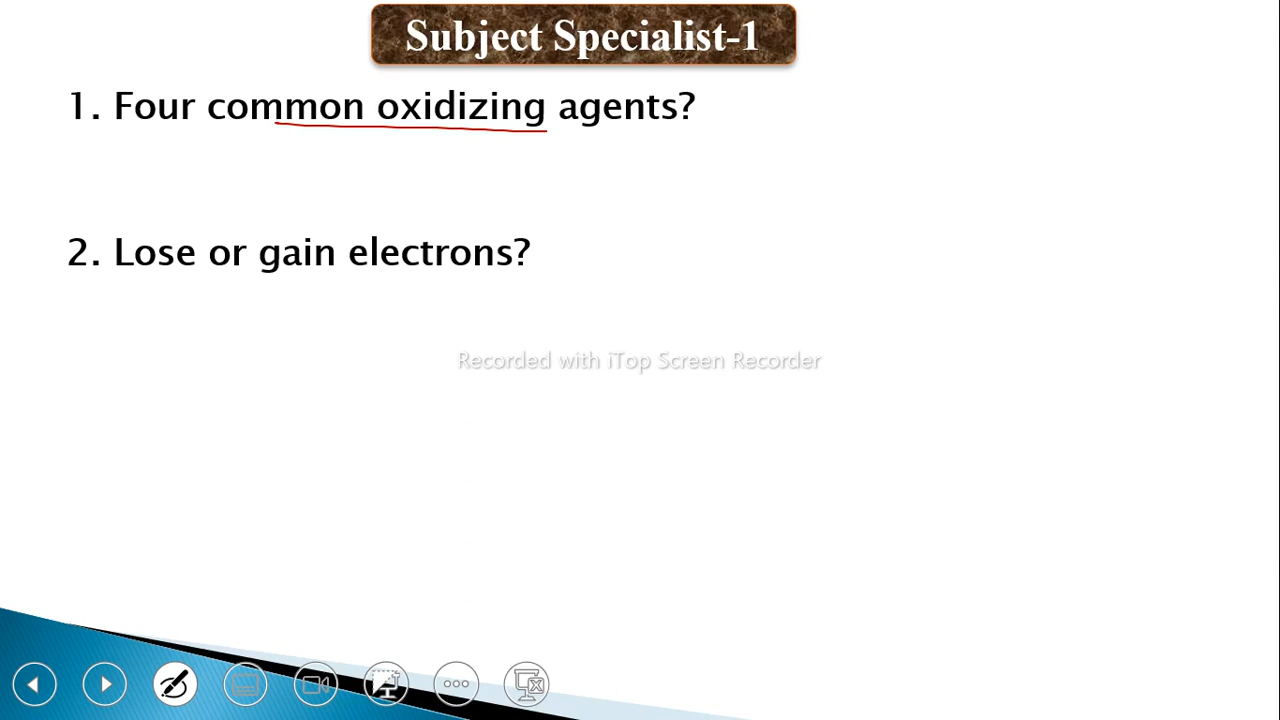 Subject Specialist-1
1. Four common oxidizing agents?
2. Lose or gain electrons?
Recorded with iTop Screen Recorder